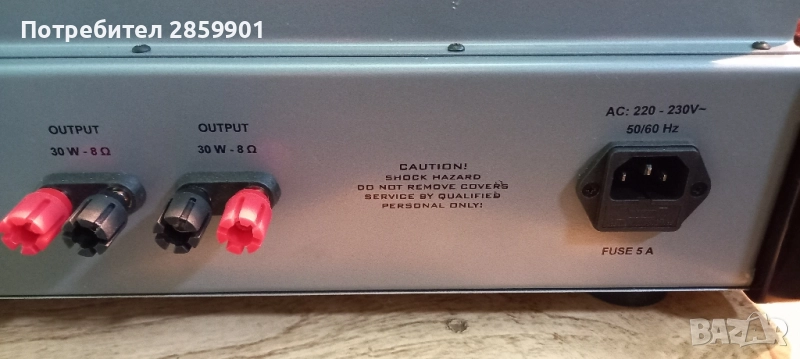 Потребител 2859901
OUTPUT
30 W - 8 Ω
OUTPUT
30 W - 8 Ω
CAUTION!
SHOCK HAZARD
DO NOT REMOVE COVERS
SERVICE BY QUALIFIED
PERSONAL ONLY!
AC: 220 - 230V~
50/60 Hz
FUSE 5 A
BAZAR